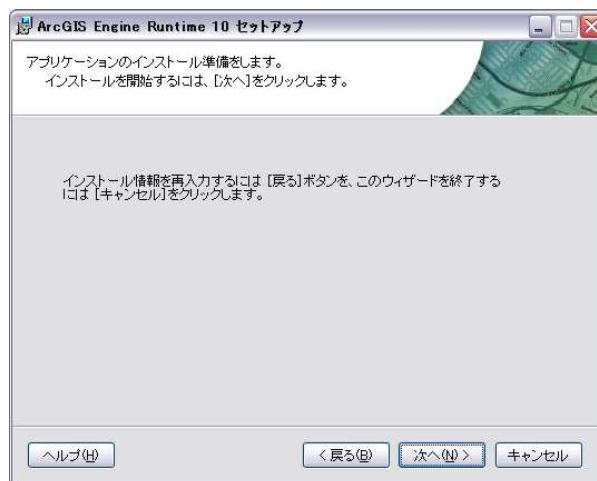 ArcGIS Engine Runtime 10 セットアップ
アプリケーションのインストール準備をします。
インストールを開始するには、[次へ]をクリックします。
インストール情報を再入力するには [戻る]ボタンを、このウィザードを終了する
には [キャンセル]をクリックします。
ヘルプ(H)
< 戻る(B)
次へ(N) >
キャンセル